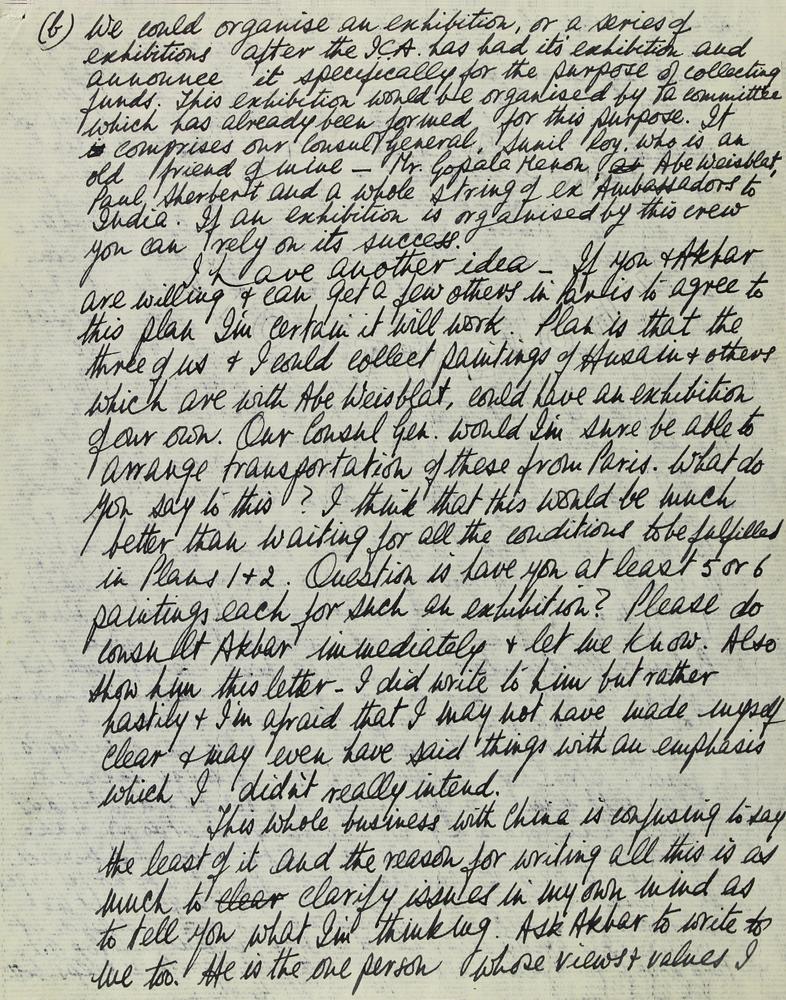 (b) We could organise an exhibition, or a series of
exhibitions after the ICA. has had its exhibition and
announce it specifically for the purpose of collecting
funds. This exhibition would be organised by a committee
which has already been formed for this purpose. It
is comprises our Consul General, Sunil Roy, who is an
old friend of mine – Mr. Gopala Menon, Abe Weisblat,
Paul Sherbert and a whole string of ex Ambassadors to
India. If an exhibition is organised by this crew
you can rely on its success.
I have another idea – If you & Akbar
are willing & can get a few others in Paris to agree to
this plan I'm certain it will work. Plan is that the
three of us & I could collect paintings of Husain & others
which are with Abe Weisblat, could have an exhibition
of our own. Our Consul Gen. would I'm sure be able to
arrange transportation of these from Paris. What do
you say to this? I think that this would be much
better than waiting for all the conditions to be fulfilled
in Plans 1 + 2. Question is have you at least 5 or 6
paintings each for such an exhibition? Please do
consult Akbar immediately & let me know. Also
show him this letter – I did write to him but rather
hastily & I'm afraid that I may not have made myself
clear & may even have said things with an emphasis
which I didn't really intend.
This whole business with China is confusing to say
the least of it and the reason for writing all this is as
much to clear clarify issues in my own mind as
to tell you what I'm thinking. Ask Akbar to write to
me too. He is the one person whose views & values I